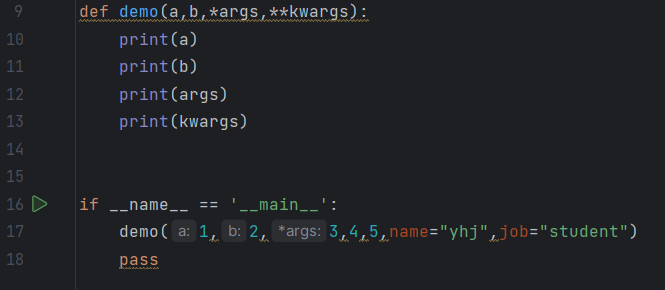 9 def demo(a,b,*args,**kwargs):
10 print(a)
11 print(b)
12 print(args)
13 print(kwargs)
14
15
16 if __name__ == '__main__':
17 demo( a: 1, b: 2, *args: 3,4,5,name="yhj",job="student")
18 pass